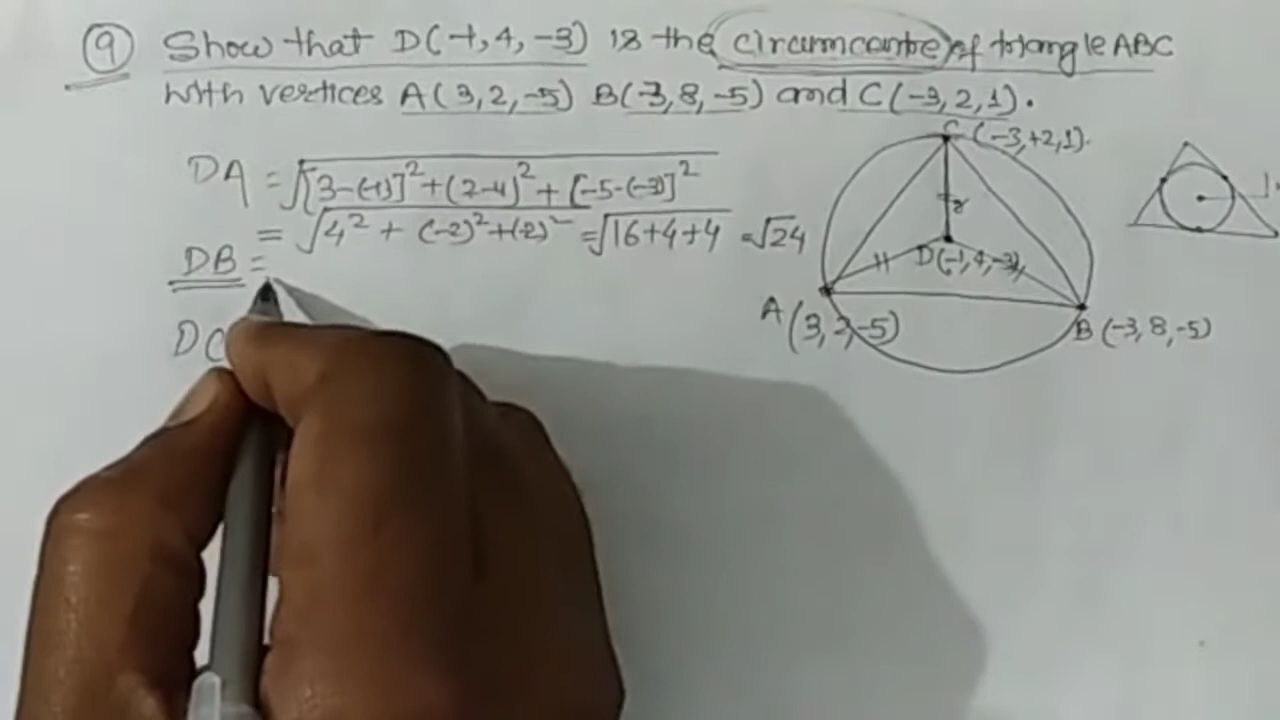 9 Show that D(-1, 4, -3) is the circumcentre of triangle ABC
with vertices A(3, 2, -5) B(-3, 8, -5) and C(-3, 2, 1).
DA = √[3-(-1)]²+(2-4)²+[-5-(-3)]²
= √4² + (-2)²+(-2)² = √16+4+4 = √24
DB =
DC
C(-3,+2,1).
D(-1,4,-3)
A(3,2,-5)
B(-3,8,-5)